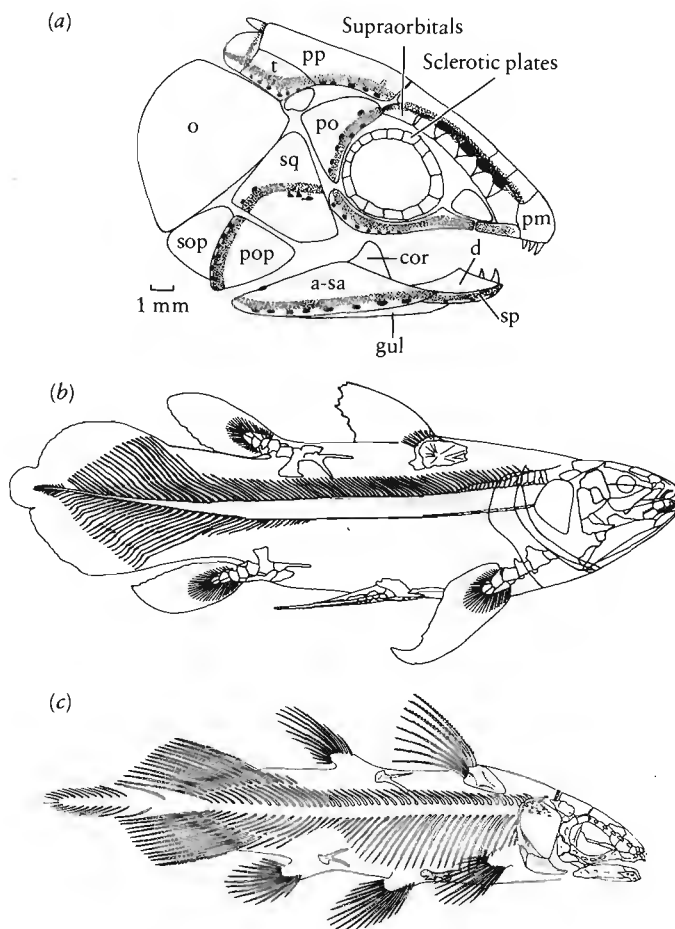 (a)
Supraorbitals
Sclerotic plates
t
pp
o
po
sq
pm
sop
pop
cor
d
a-sa
sp
1 mm
gul
(b)
(c)